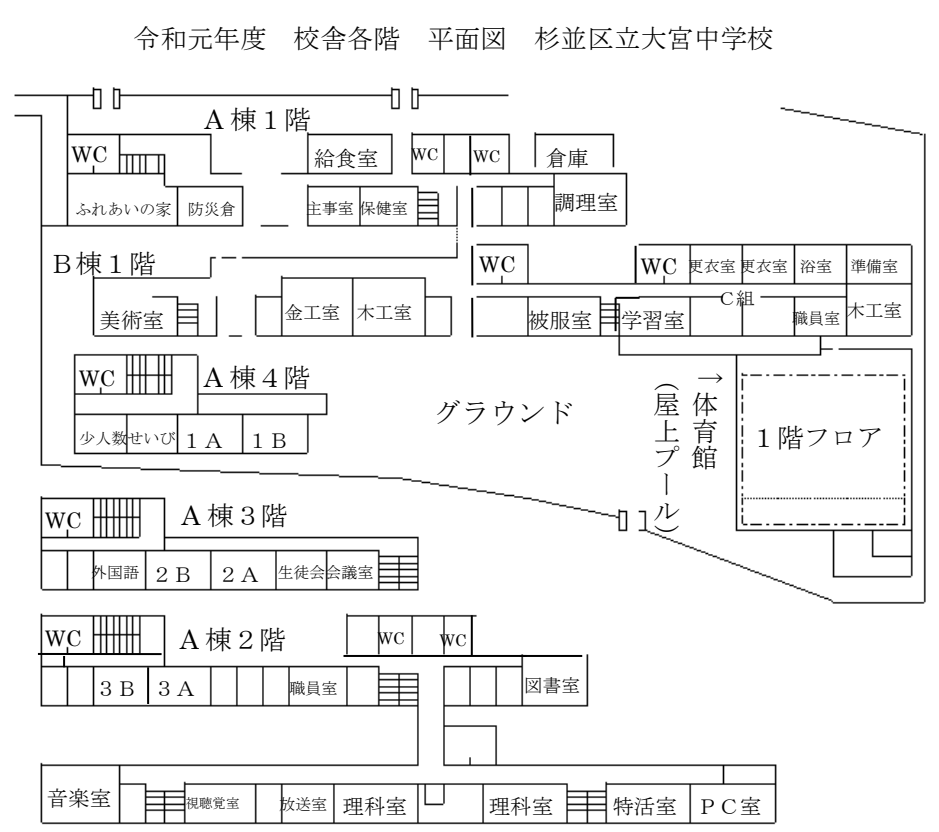 令和元年度　校舎各階　平面図　杉並区立大宮中学校
A棟1階
WC
給食室
WC
WC
倉庫
ふれあいの家
防災倉
主事室
保健室
調理室
B棟1階
WC
WC
更衣室
更衣室
浴室
準備室
C組
美術室
金工室
木工室
被服室
学習室
職員室
木工室
WC
A棟4階
グラウンド
→体育館
(屋上プール)
1階フロア
少人数
せいび
1A
1B
WC
A棟3階
外国語
2B
2A
生徒会
会議室
WC
A棟2階
WC
WC
3B
3A
職員室
図書室
音楽室
視聴覚室
放送室
理科室
理科室
特活室
PC室